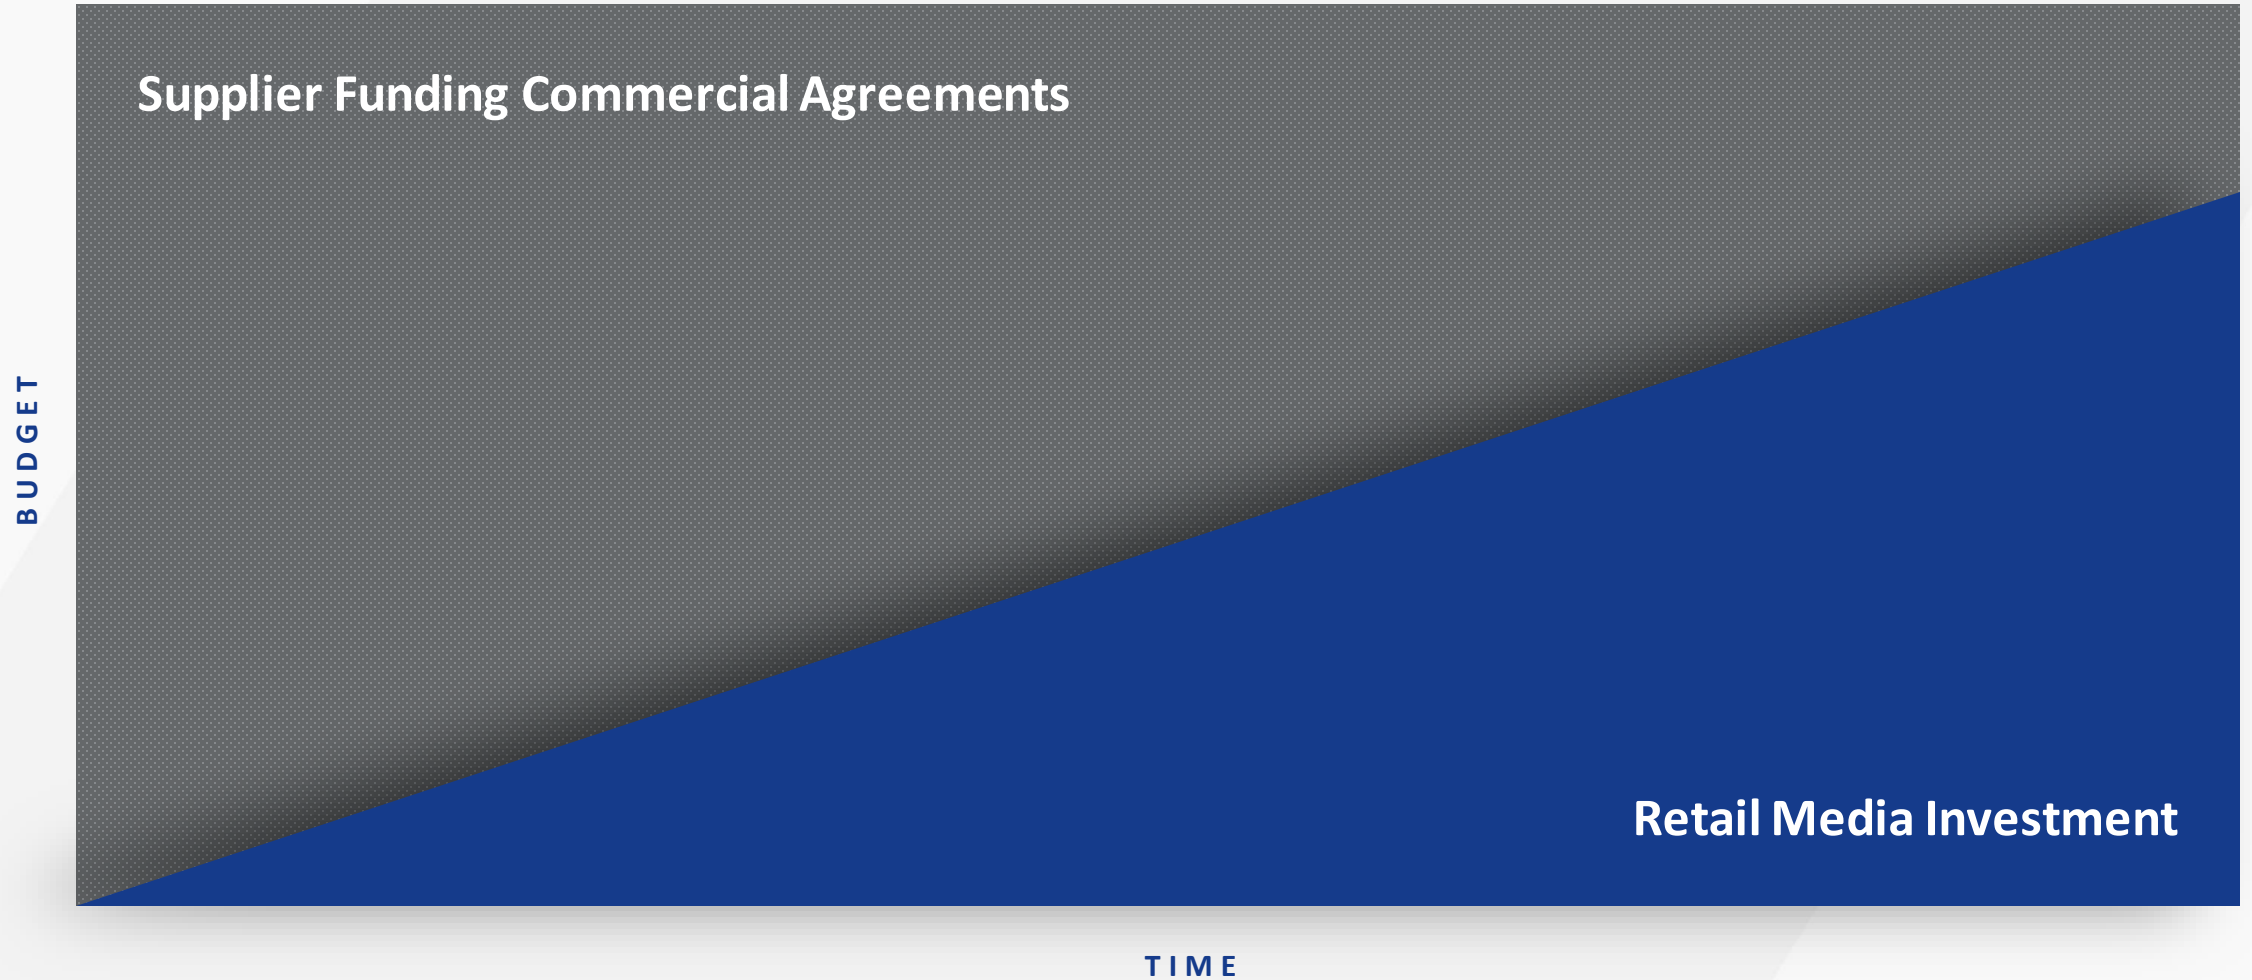 Supplier Funding Commercial Agreements
BUDGET
Retail Media Investment
TIME